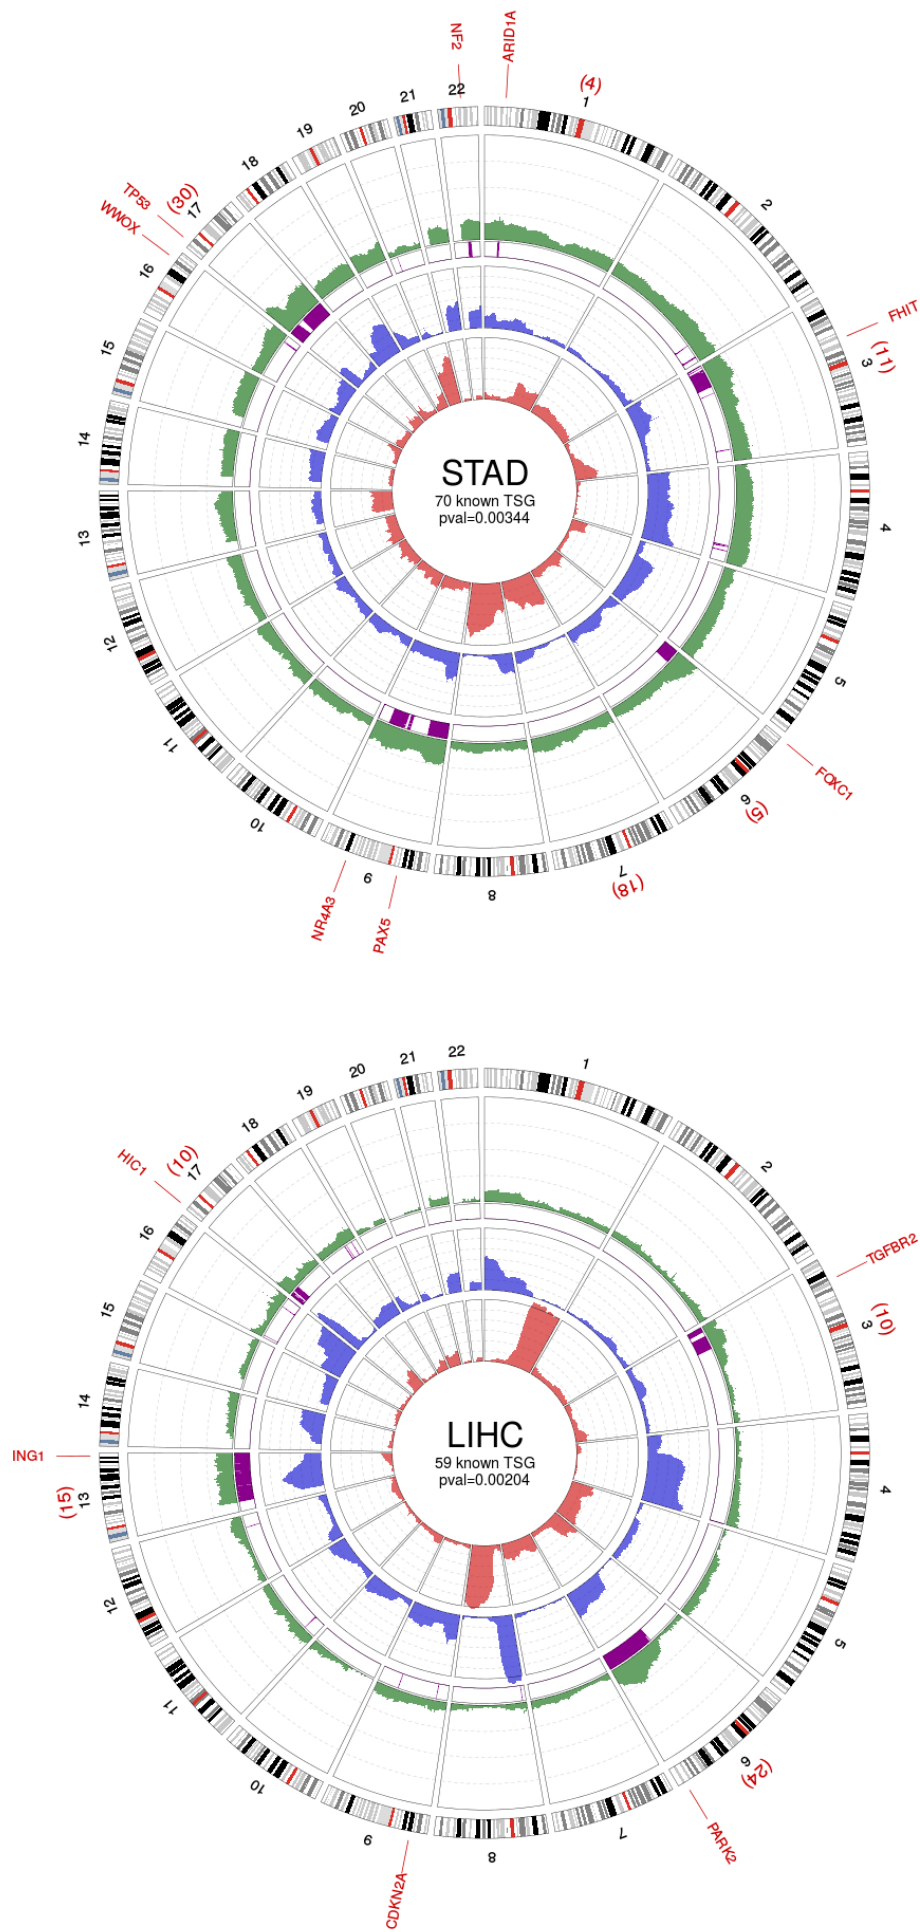 NF2
ARID1A
(4)
1
22
21
20
19
18
2
TP53
(30)
17
WWOX
16
FHIT
(11)
3
15
14
STAD
70 known TSG
pval=0.00344
4
13
12
5
11
FOXC1
6
(5)
10
7
(18)
9
8
NR4A3
PAX5
22
1
21
20
19
18
2
HIC1
(10)
17
16
TGFBR2
(10)
3
15
14
LIHC
59 known TSG
pval=0.00204
ING1
4
13
(15)
12
5
11
6
(24)
10
7
PARK2
9
8
CDKN2A